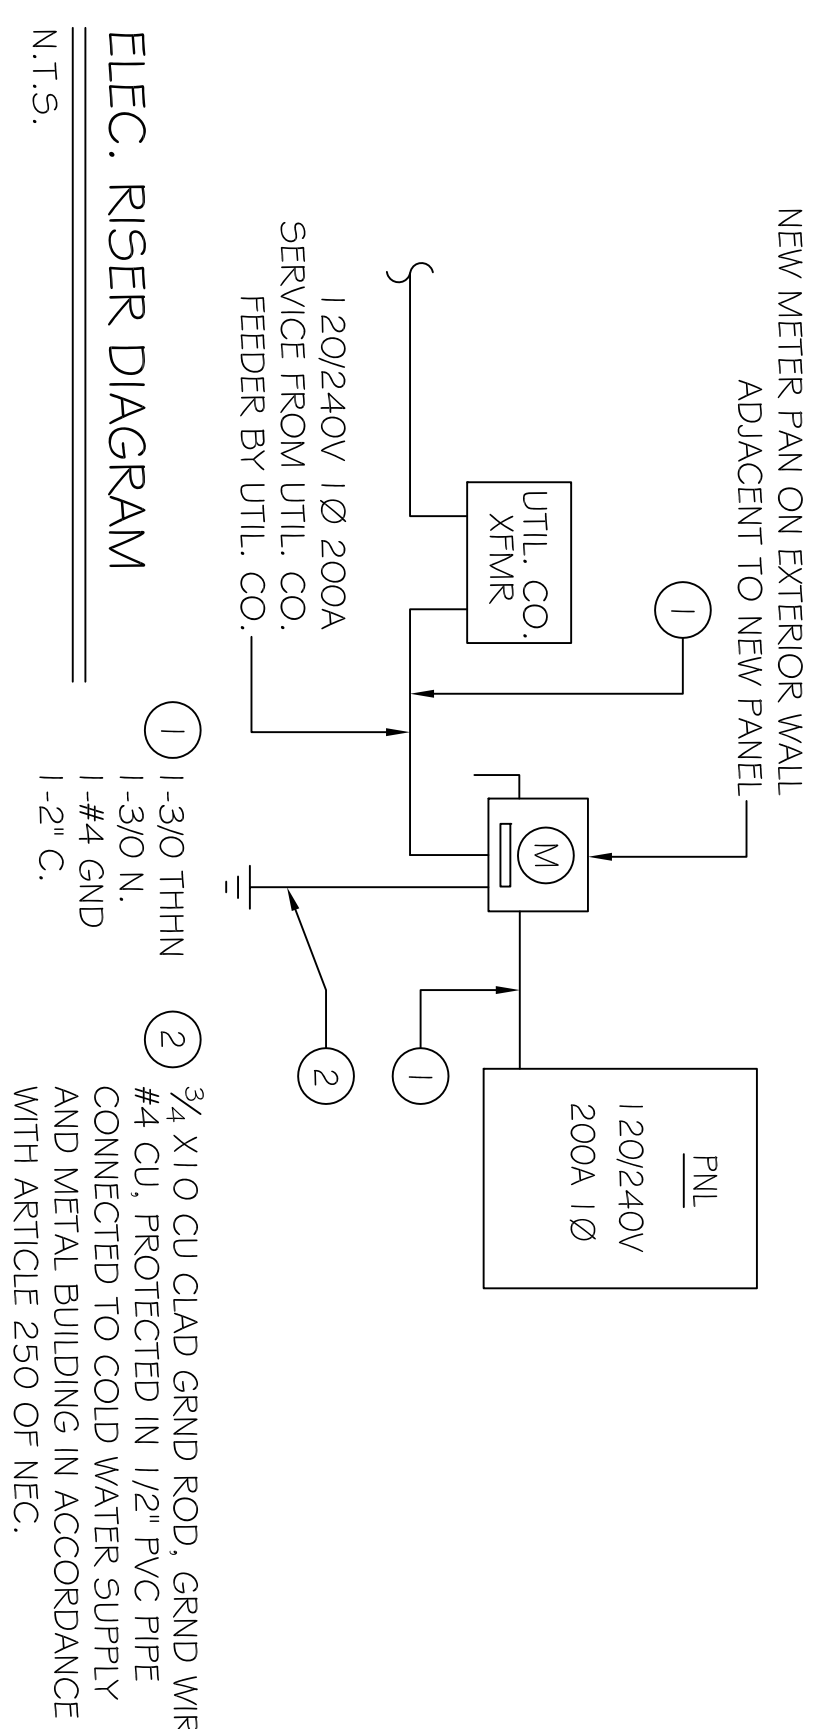 NEW METER PAN ON EXTERIOR WALL
ADJACENT TO NEW PANEL
1
UTIL. CO.
XFMR
M
PNL
120/240V
200A 1Ø
120/240V 1Ø 200A
SERVICE FROM UTIL. CO.
FEEDER BY UTIL. CO.
1
2
ELEC. RISER DIAGRAM
N.T.S.
1
1-3/0 THHN
1-3/0 N.
1-#4 GND
1-2" C.
2
3/4 X10 CU CLAD GRND ROD, GRND WIR
#4 CU, PROTECTED IN 1/2" PVC PIPE
CONNECTED TO COLD WATER SUPPLY
AND METAL BUILDING IN ACCORDANCE
WITH ARTICLE 250 OF NEC.